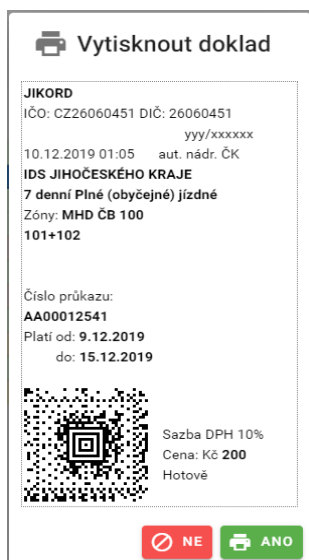 Vytisknout doklad
JIKORD
IČO: CZ26060451 DIČ: 26060451
yyy/xxxxxx
10.12.2019 01:05 aut. nádr. ČK
IDS JIHOČESKÉHO KRAJE
7 denní Plné (obyčejné) jízdné
Zóny: MHD ČB 100
101+102
Číslo průkazu:
AA00012541
Platí od: 9.12.2019
do: 15.12.2019
Sazba DPH 10%
Cena: Kč 200
Hotově
NE ANO